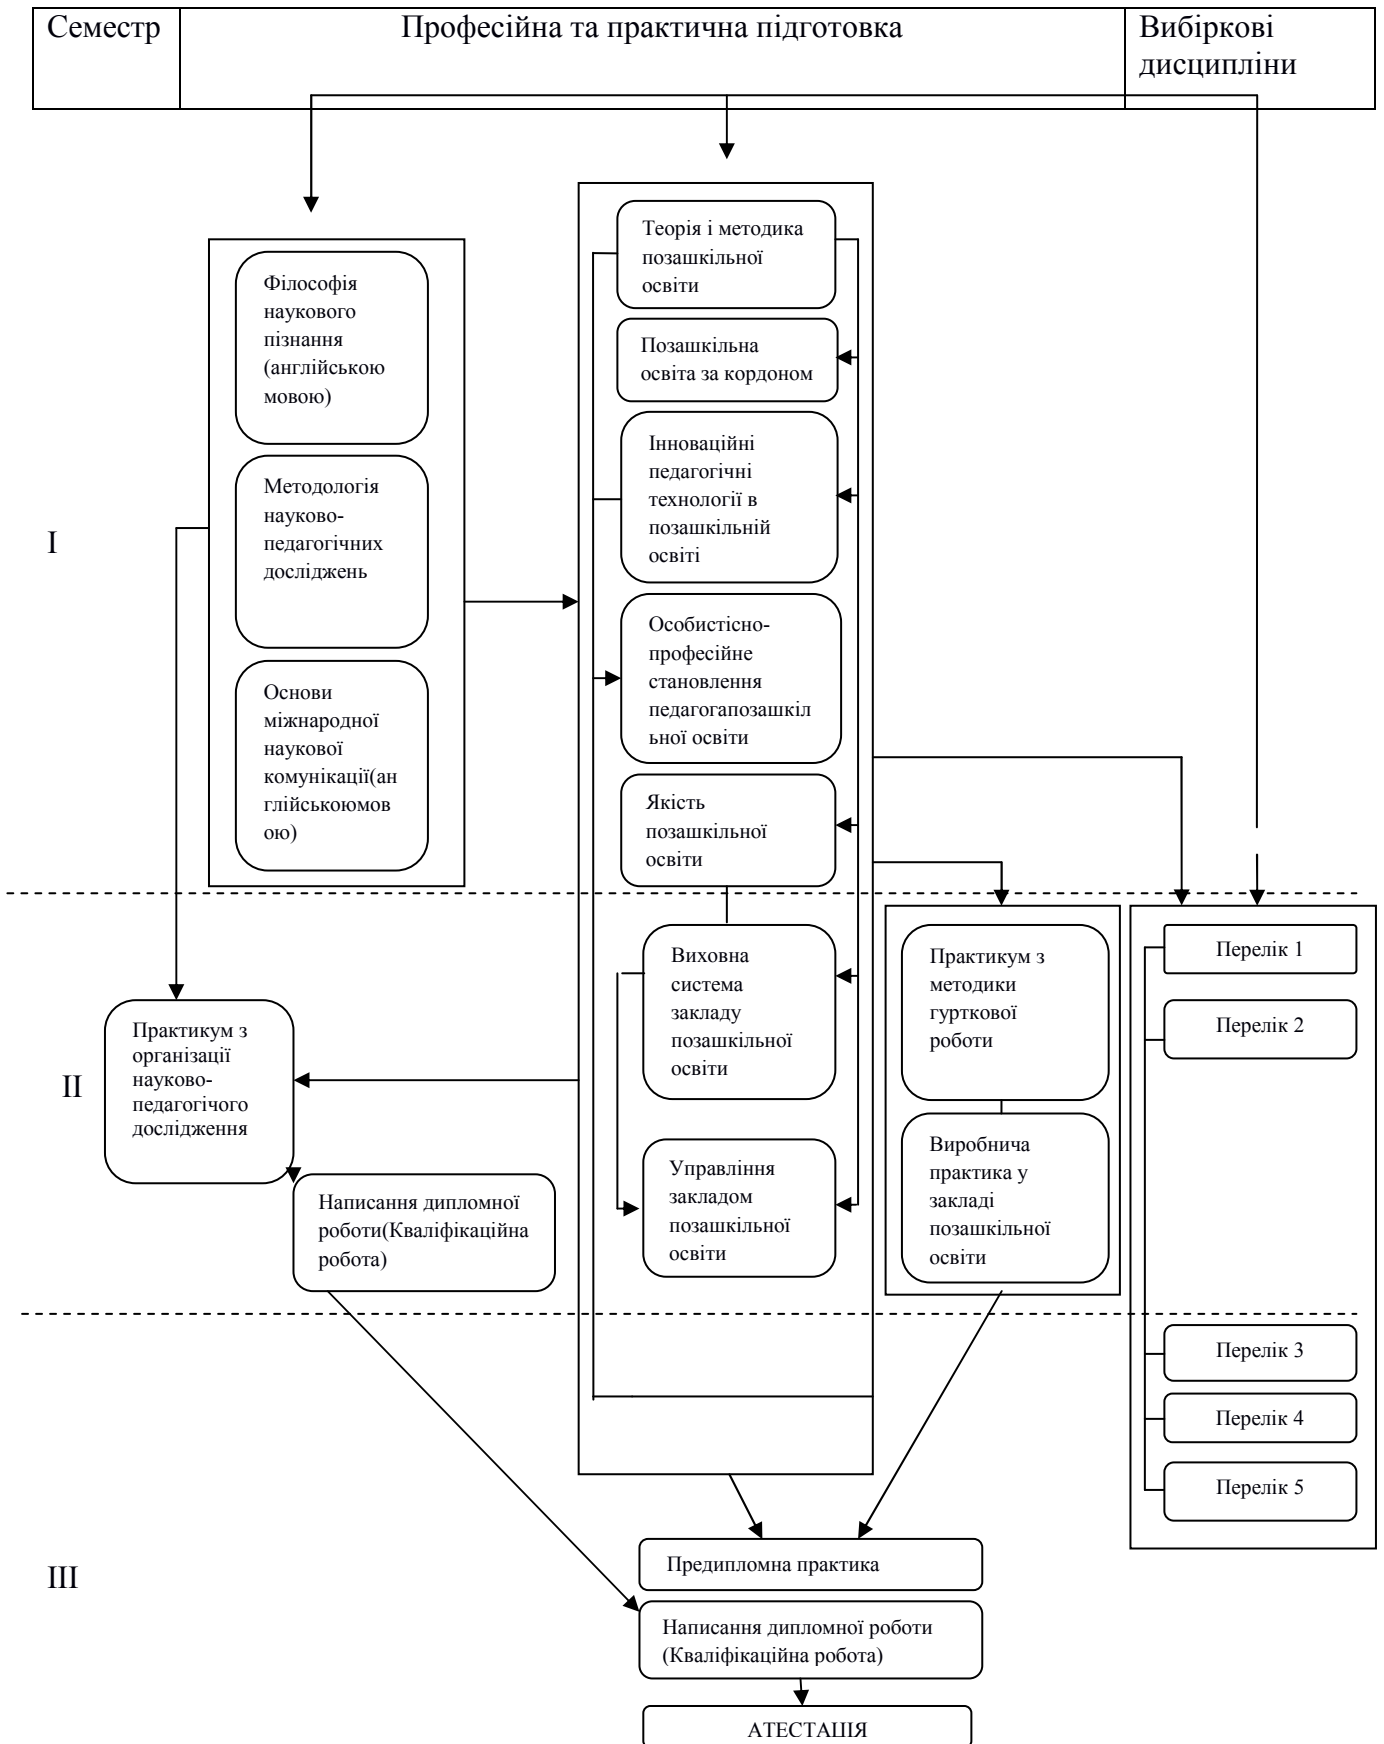 Семестр
Професійна та практична підготовка
Вибіркові
дисципліни
I
Філософія
наукового
пізнання
(англійською
мовою)
Методологія
науково-
педагогічних
досліджень
Основи
міжнародної
наукової
комунікації(ан
глійськоюмов
ою)
Теорія і методика
позашкільної
освіти
Позашкільна
освіта за кордоном
Інноваційні
педагогічні
технології в
позашкільній
освіті
Особистісно-
професійне
становлення
педагогапозашкіл
ьної освіти
Якість
позашкільної
освіти
II
Практикум з
організації
науково-
педагогічого
дослідження
Написання дипломної
роботи(Кваліфікаційна
робота)
Виховна
система
закладу
позашкільної
освіти
Управління
закладом
позашкільної
освіти
Практикум з
методики
гурткової
роботи
Виробнича
практика у
закладі
позашкільної
освіти
Перелік 1
Перелік 2
Перелік 3
Перелік 4
Перелік 5
III
Предипломна практика
Написання дипломної роботи
(Кваліфікаційна робота)
АТЕСТАЦІЯ